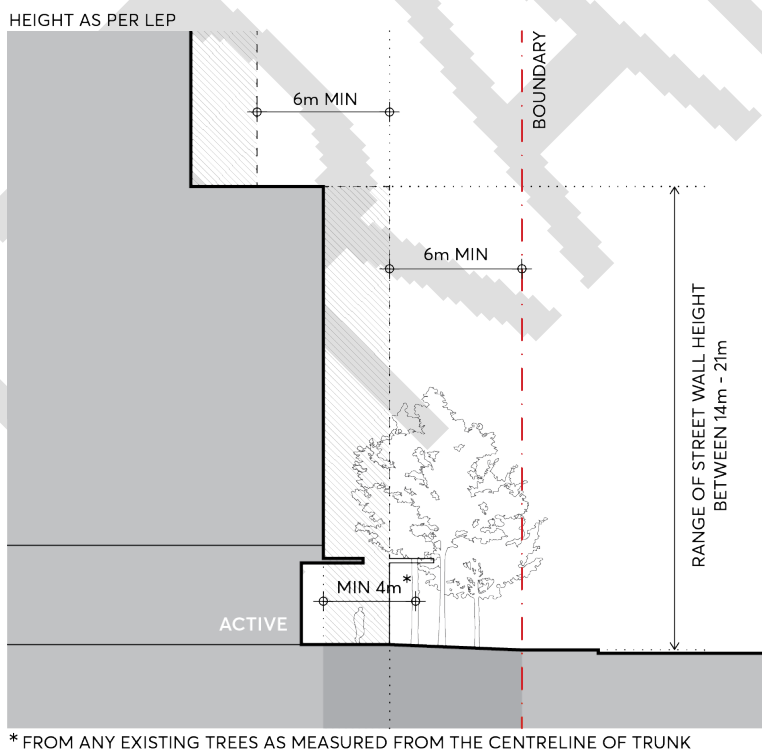 HEIGHT AS PER LEP
BOUNDARY
6m MIN
6m MIN
RANGE OF STREET WALL HEIGHT
BETWEEN 14m - 21m
MIN 4m*
ACTIVE
* FROM ANY EXISTING TREES AS MEASURED FROM THE CENTRELINE OF TRUNK